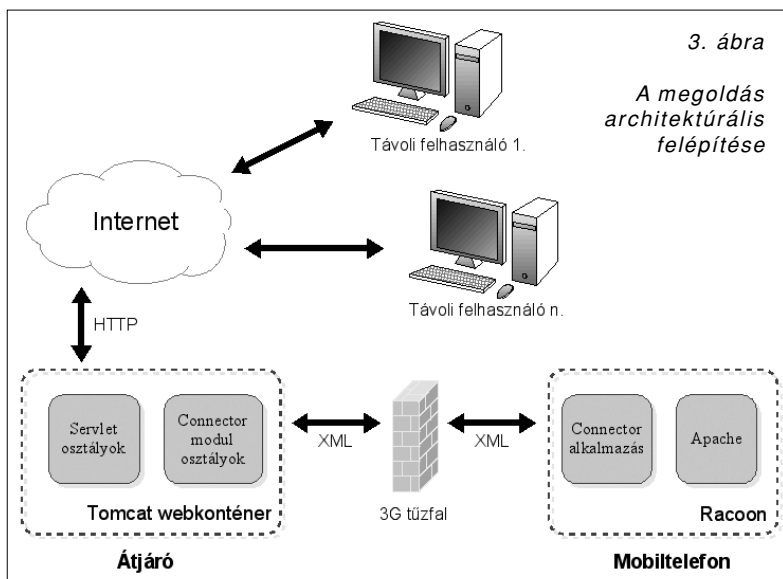 3. ábra
A megoldás
architektúrális
felépítése
Távoli felhasználó 1.
Internet
Távoli felhasználó n.
HTTP
Servlet
osztályok
Connector
modul
osztályok
XML
XML
Connector
alkalmazás
Apache
Tomcat webkonténer
3G tűzfal
Racoon
Átjáró
Mobiltelefon